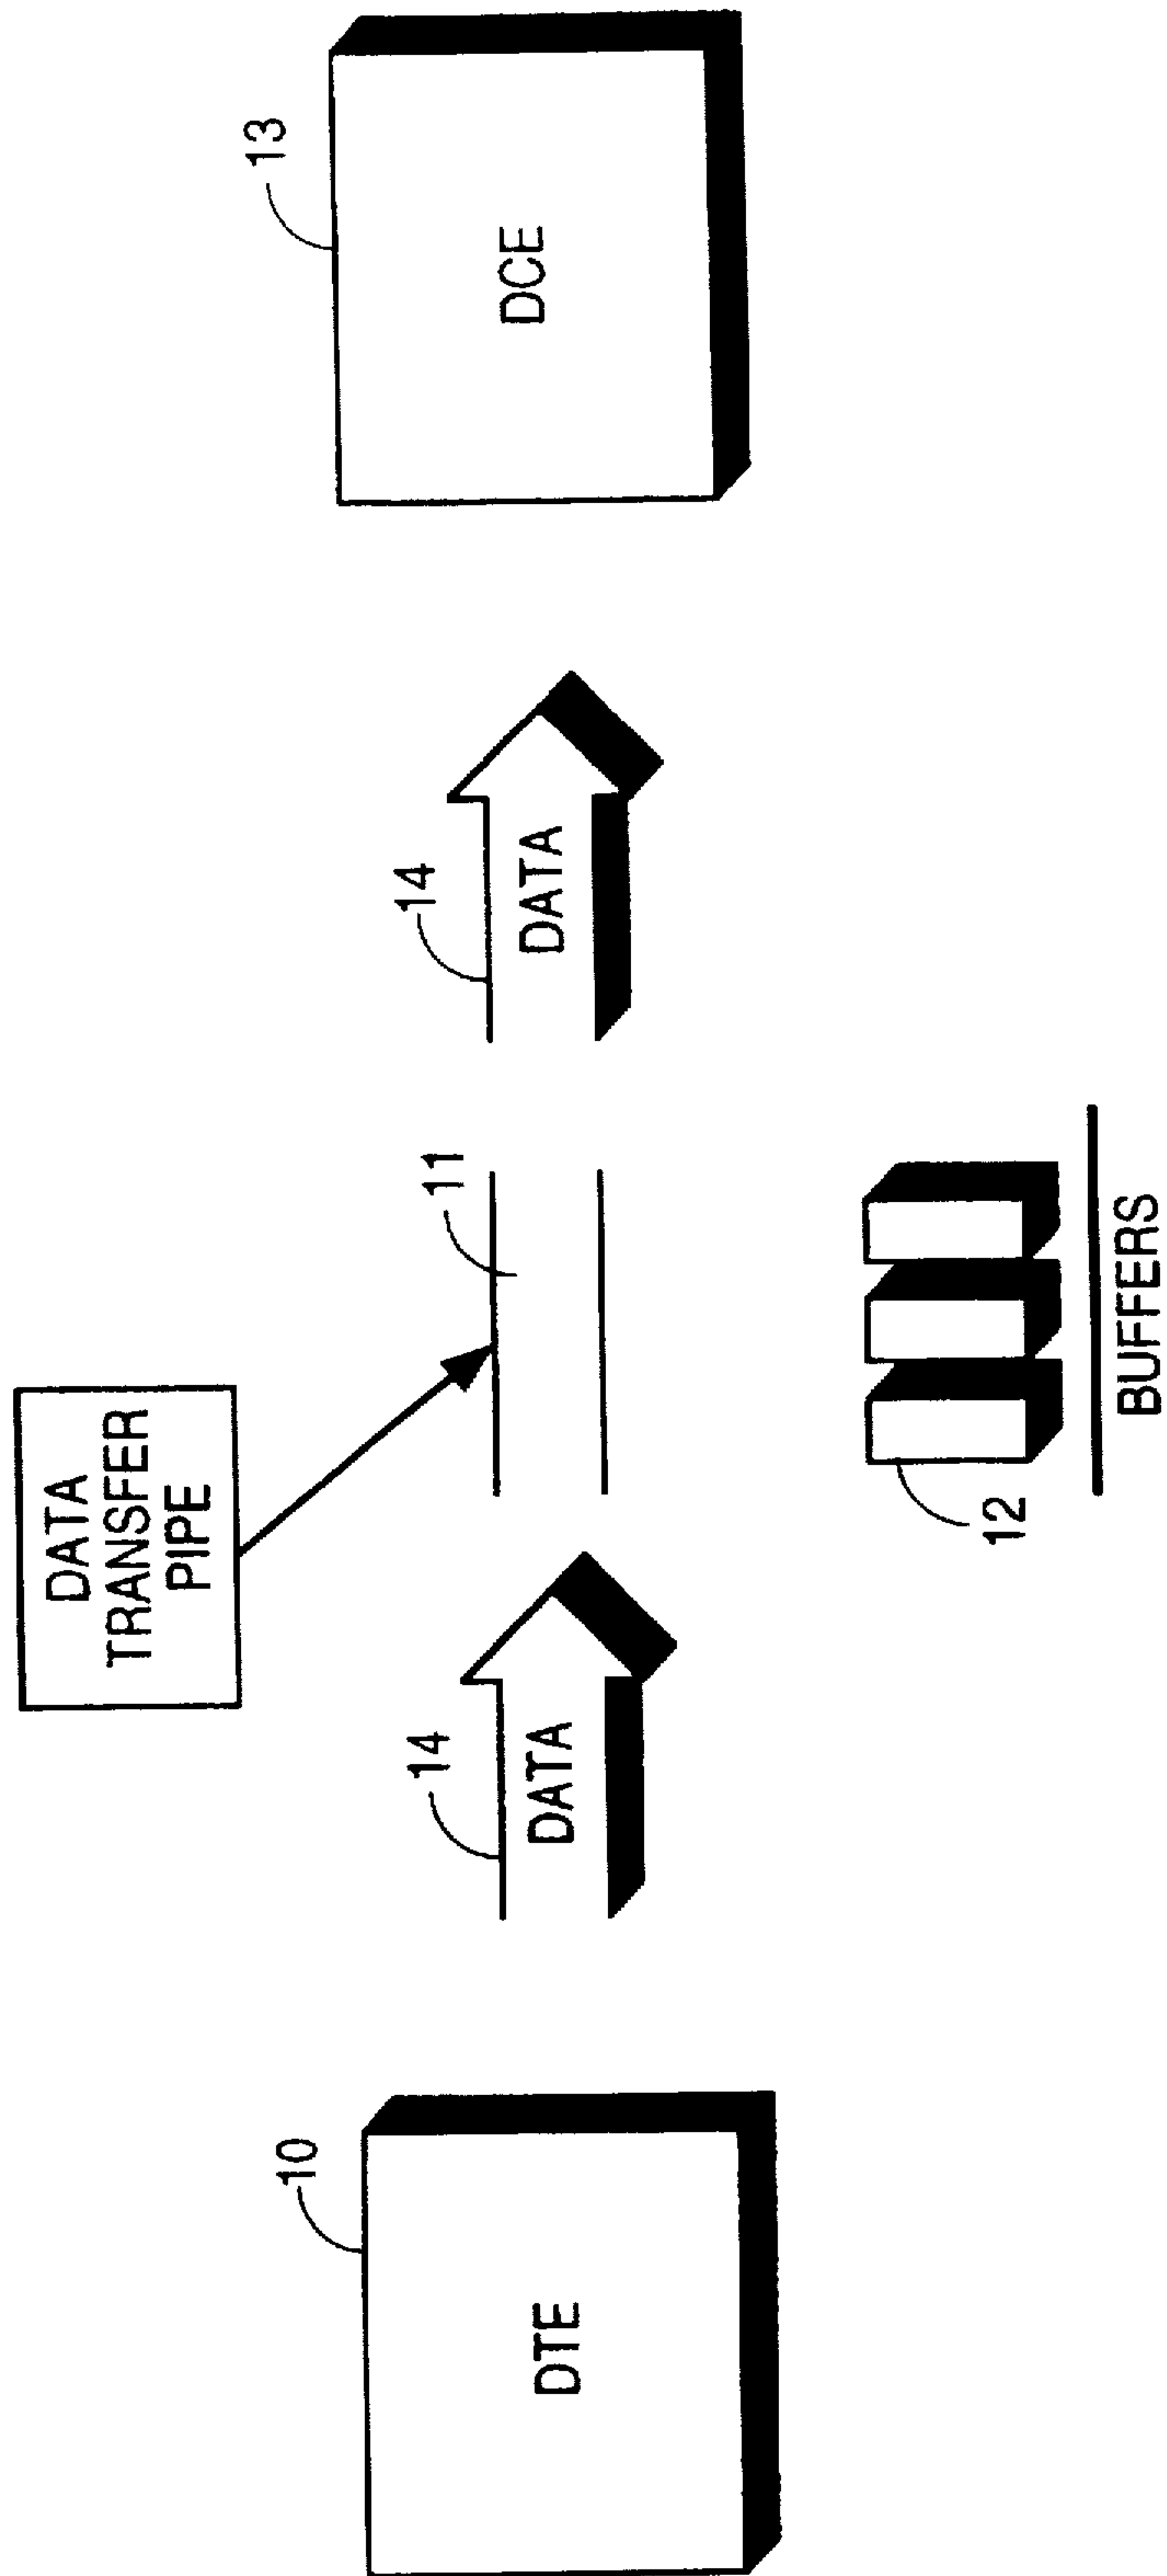 DATA
TRANSFER
PIPE
10
14
11
14
13
DTE
DATA
DATA
DCE
12
BUFFERS